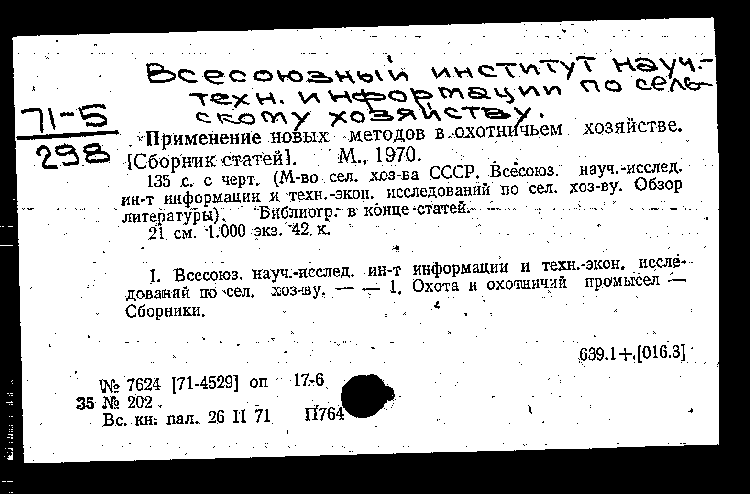 Всесоюзный институт науч.-
техн. информации по сель-
скому хозяйству.
71-5
298
Применение новых методов в охотничьем хозяйстве.
[Сборник статей]. М., 1970.
135 с. с черт. (М-во сел. хоз-ва СССР. Всесоюз. науч.-исслед.
ин-т информации и техн.-экон. исследований по сел. хоз-ву. Обзор
литературы). Библиогр. в конце статей.
21 см. 1.000 экз. 42 к.
I. Всесоюз. науч.-исслед. ин-т информации и техн.-экон. иссле-
дований по сел. хоз-ву. — — 1. Охота и охотничий промысел —
Сборники.
639.1+[016.3]
№ 7624 [71-4529] оп 17-6
35 № 202
Вс. кн. пал. 26 II 71 П764